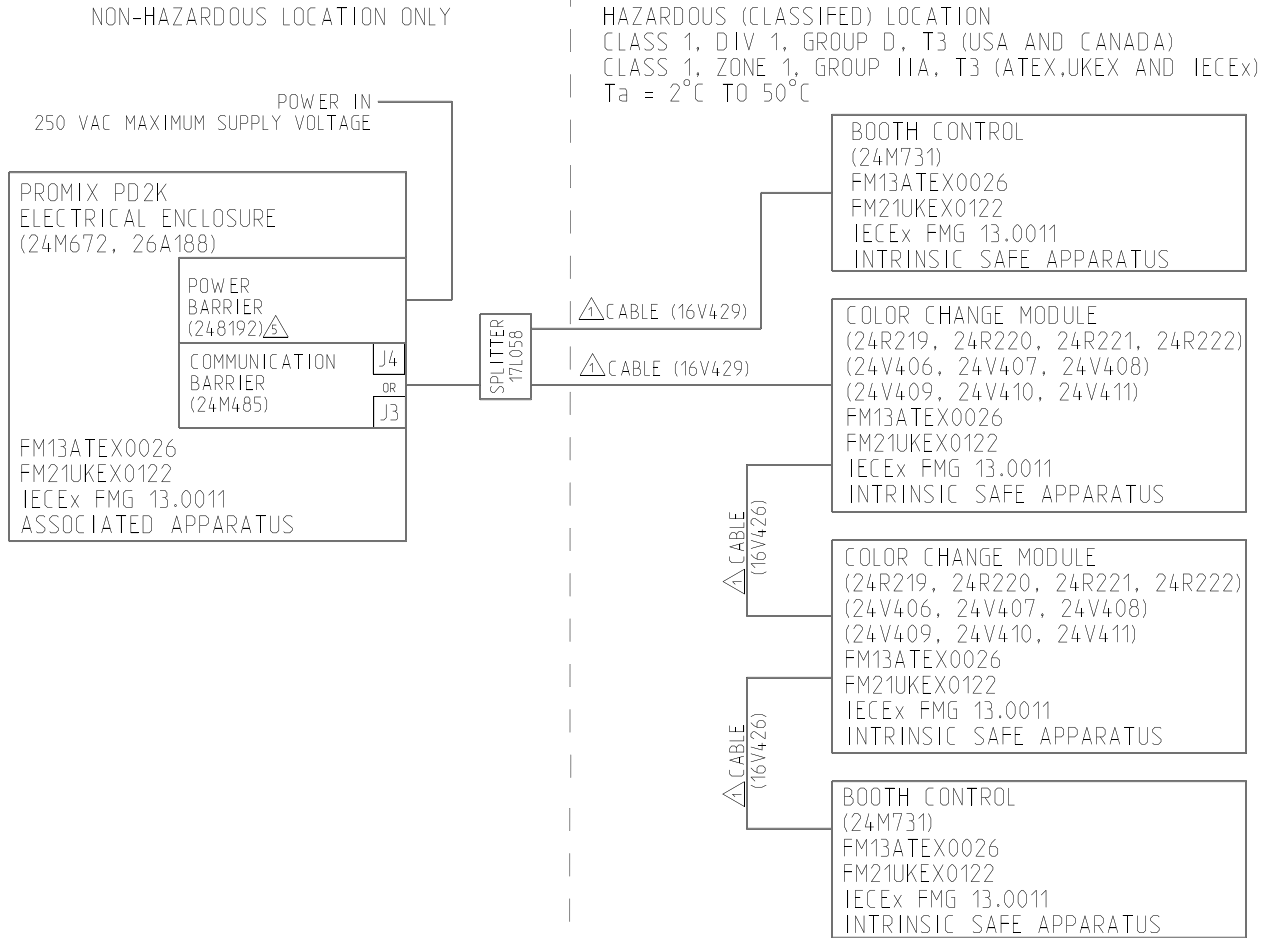 NON-HAZARDOUS LOCATION ONLY
HAZARDOUS (CLASSIFED) LOCATION
CLASS 1, DIV 1, GROUP D, T3 (USA AND CANADA)
CLASS 1, ZONE 1, GROUP IIA, T3 (ATEX,UKEX AND IECEx)
Ta = 2°C TO 50°C
POWER IN
250 VAC MAXIMUM SUPPLY VOLTAGE
PROMIX PD2K
ELECTRICAL ENCLOSURE
(24M672, 26A188)
POWER
BARRIER
(248192) 5
COMMUNICATION
BARRIER
(24M485)
J4
OR
J3
FM13ATEX0026
FM21UKEX0122
IECEx FMG 13.0011
ASSOCIATED APPARATUS
SPLITTER
17L058
1 CABLE (16V429)
1 CABLE (16V429)
BOOTH CONTROL
(24M731)
FM13ATEX0026
FM21UKEX0122
IECEx FMG 13.0011
INTRINSIC SAFE APPARATUS
COLOR CHANGE MODULE
(24R219, 24R220, 24R221, 24R222)
(24V406, 24V407, 24V408)
(24V409, 24V410, 24V411)
FM13ATEX0026
FM21UKEX0122
IECEx FMG 13.0011
INTRINSIC SAFE APPARATUS
1 CABLE
(16V426)
COLOR CHANGE MODULE
(24R219, 24R220, 24R221, 24R222)
(24V406, 24V407, 24V408)
(24V409, 24V410, 24V411)
FM13ATEX0026
FM21UKEX0122
IECEx FMG 13.0011
INTRINSIC SAFE APPARATUS
1 CABLE
(16V426)
BOOTH CONTROL
(24M731)
FM13ATEX0026
FM21UKEX0122
IECEx FMG 13.0011
INTRINSIC SAFE APPARATUS